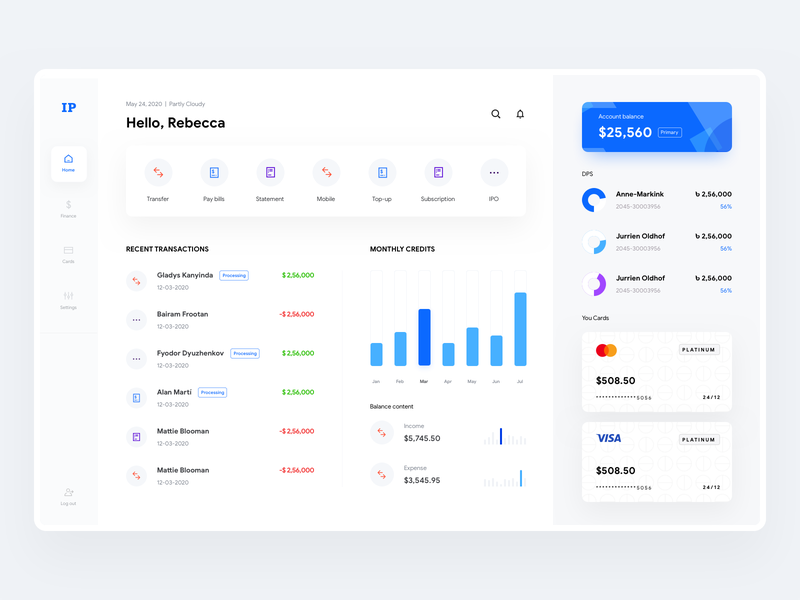 IP
Home
Finance
Cards
Settings
Log out
May 24, 2020 | Partly Cloudy
Hello, Rebecca
Transfer
Pay bills
Statement
Mobile
Top-up
Subscription
IPO
RECENT TRANSACTIONS
Gladys Kanyinda Processing $2,56,000
12-03-2020
Bairam Frootan -$2,56,000
12-03-2020
Fyodor Dyuzhenkov Processing $2,56,000
12-03-2020
Alan Martí Processing $2,56,000
12-03-2020
Mattie Blooman -$2,56,000
12-03-2020
Mattie Blooman -$2,56,000
12-03-2020
MONTHLY CREDITS
Jan Feb Mar Apr May Jun Jul
Balance content
Income
$5,745.50
Expense
$3,545.95
Account balance
$25,560 Primary
DPS
Anne-Markink ৳ 2,56,000
2045-30003956 56%
Jurrien Oldhof ৳ 2,56,000
2045-30003956 56%
Jurrien Oldhof ৳ 2,56,000
2045-30003956 56%
You Cards
PLATINUM
$508.50
••••••••••••5056 24/12
VISA PLATINUM
$508.50
••••••••••••5056 24/12